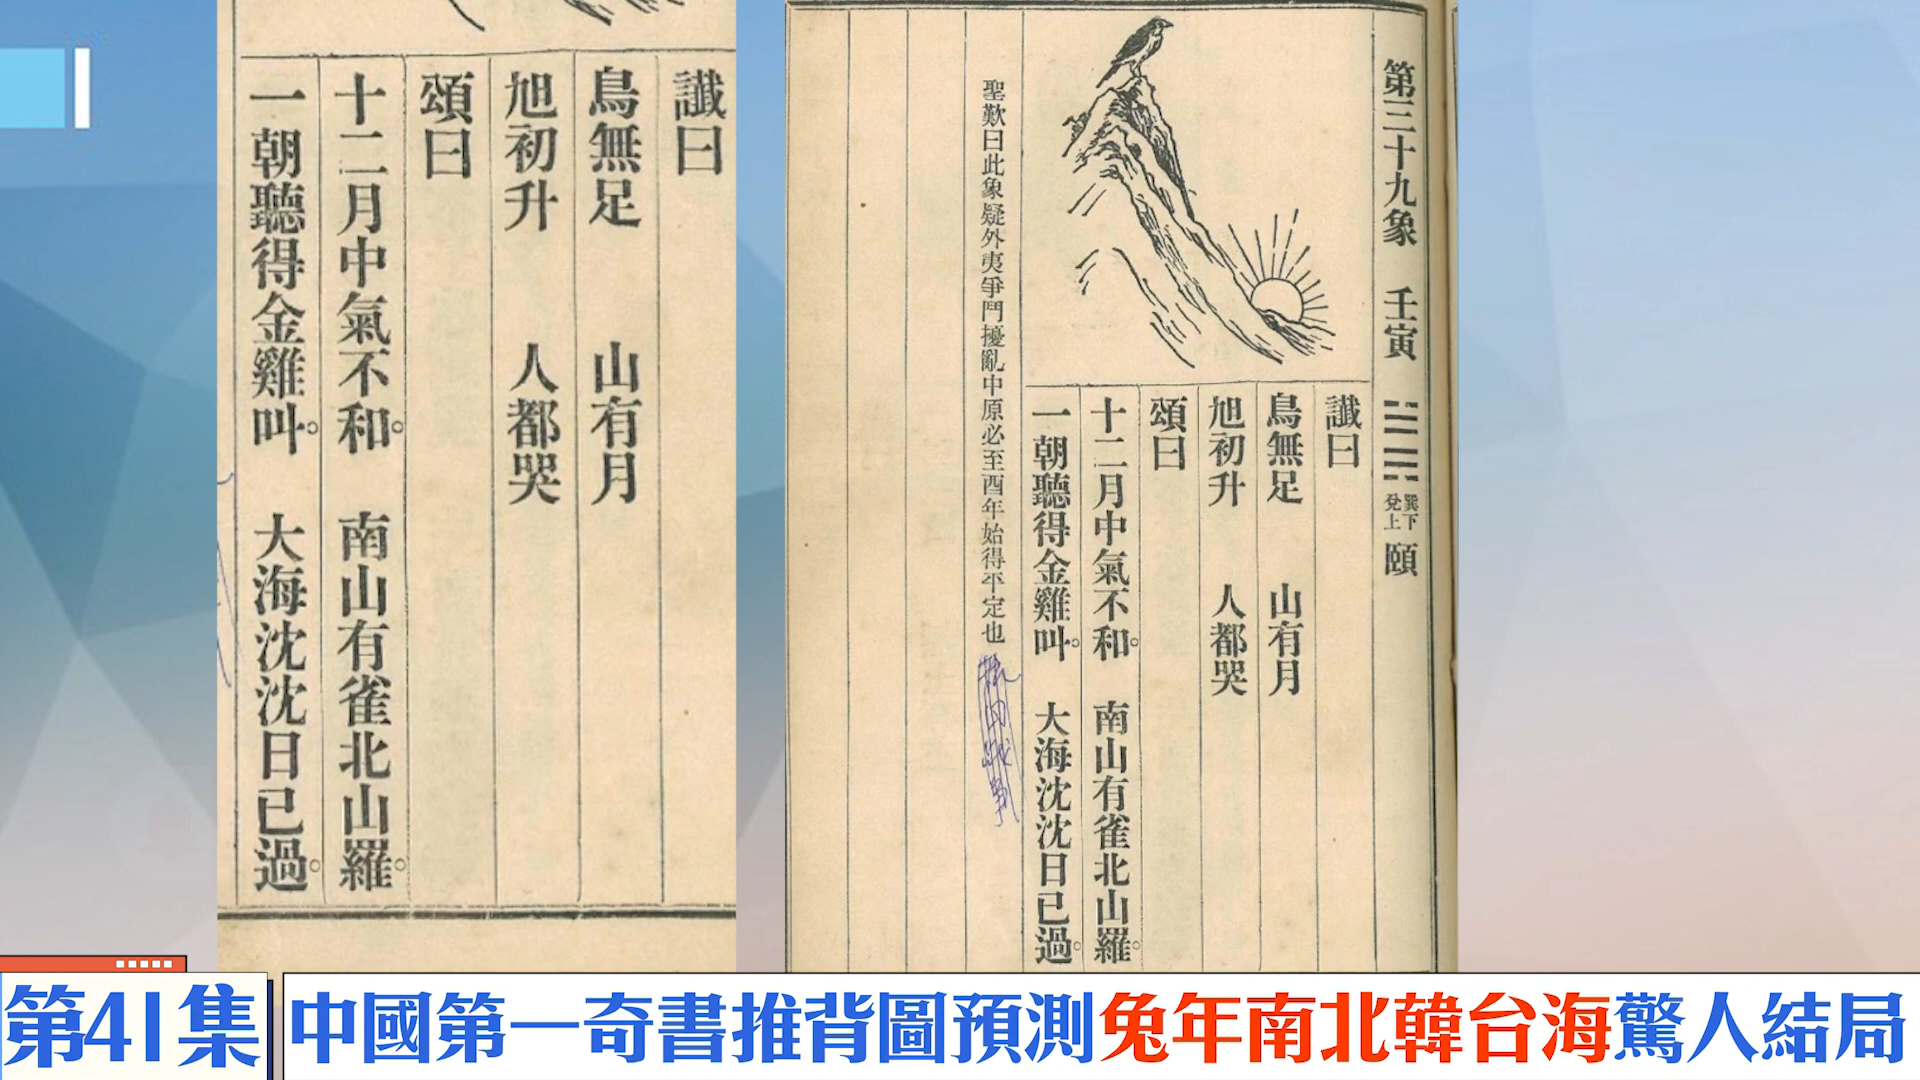 讖曰
鳥無足 山有月
旭初升 人都哭
頌曰
十二月中氣不和。 南山有雀北山羅。
一朝聽得金雞叫。 大海沈沈日已過。
第三十九象 壬寅 巽下兌上 頤
讖曰
鳥無足 山有月
旭初升 人都哭
頌曰
十二月中氣不和。 南山有雀北山羅。
一朝聽得金雞叫。 大海沈沈日已過。
聖歎曰此象疑外夷爭鬥擾亂中原必至酉年始得平定也
第41集
中國第一奇書推背圖預測兔年南北韓台海驚人結局